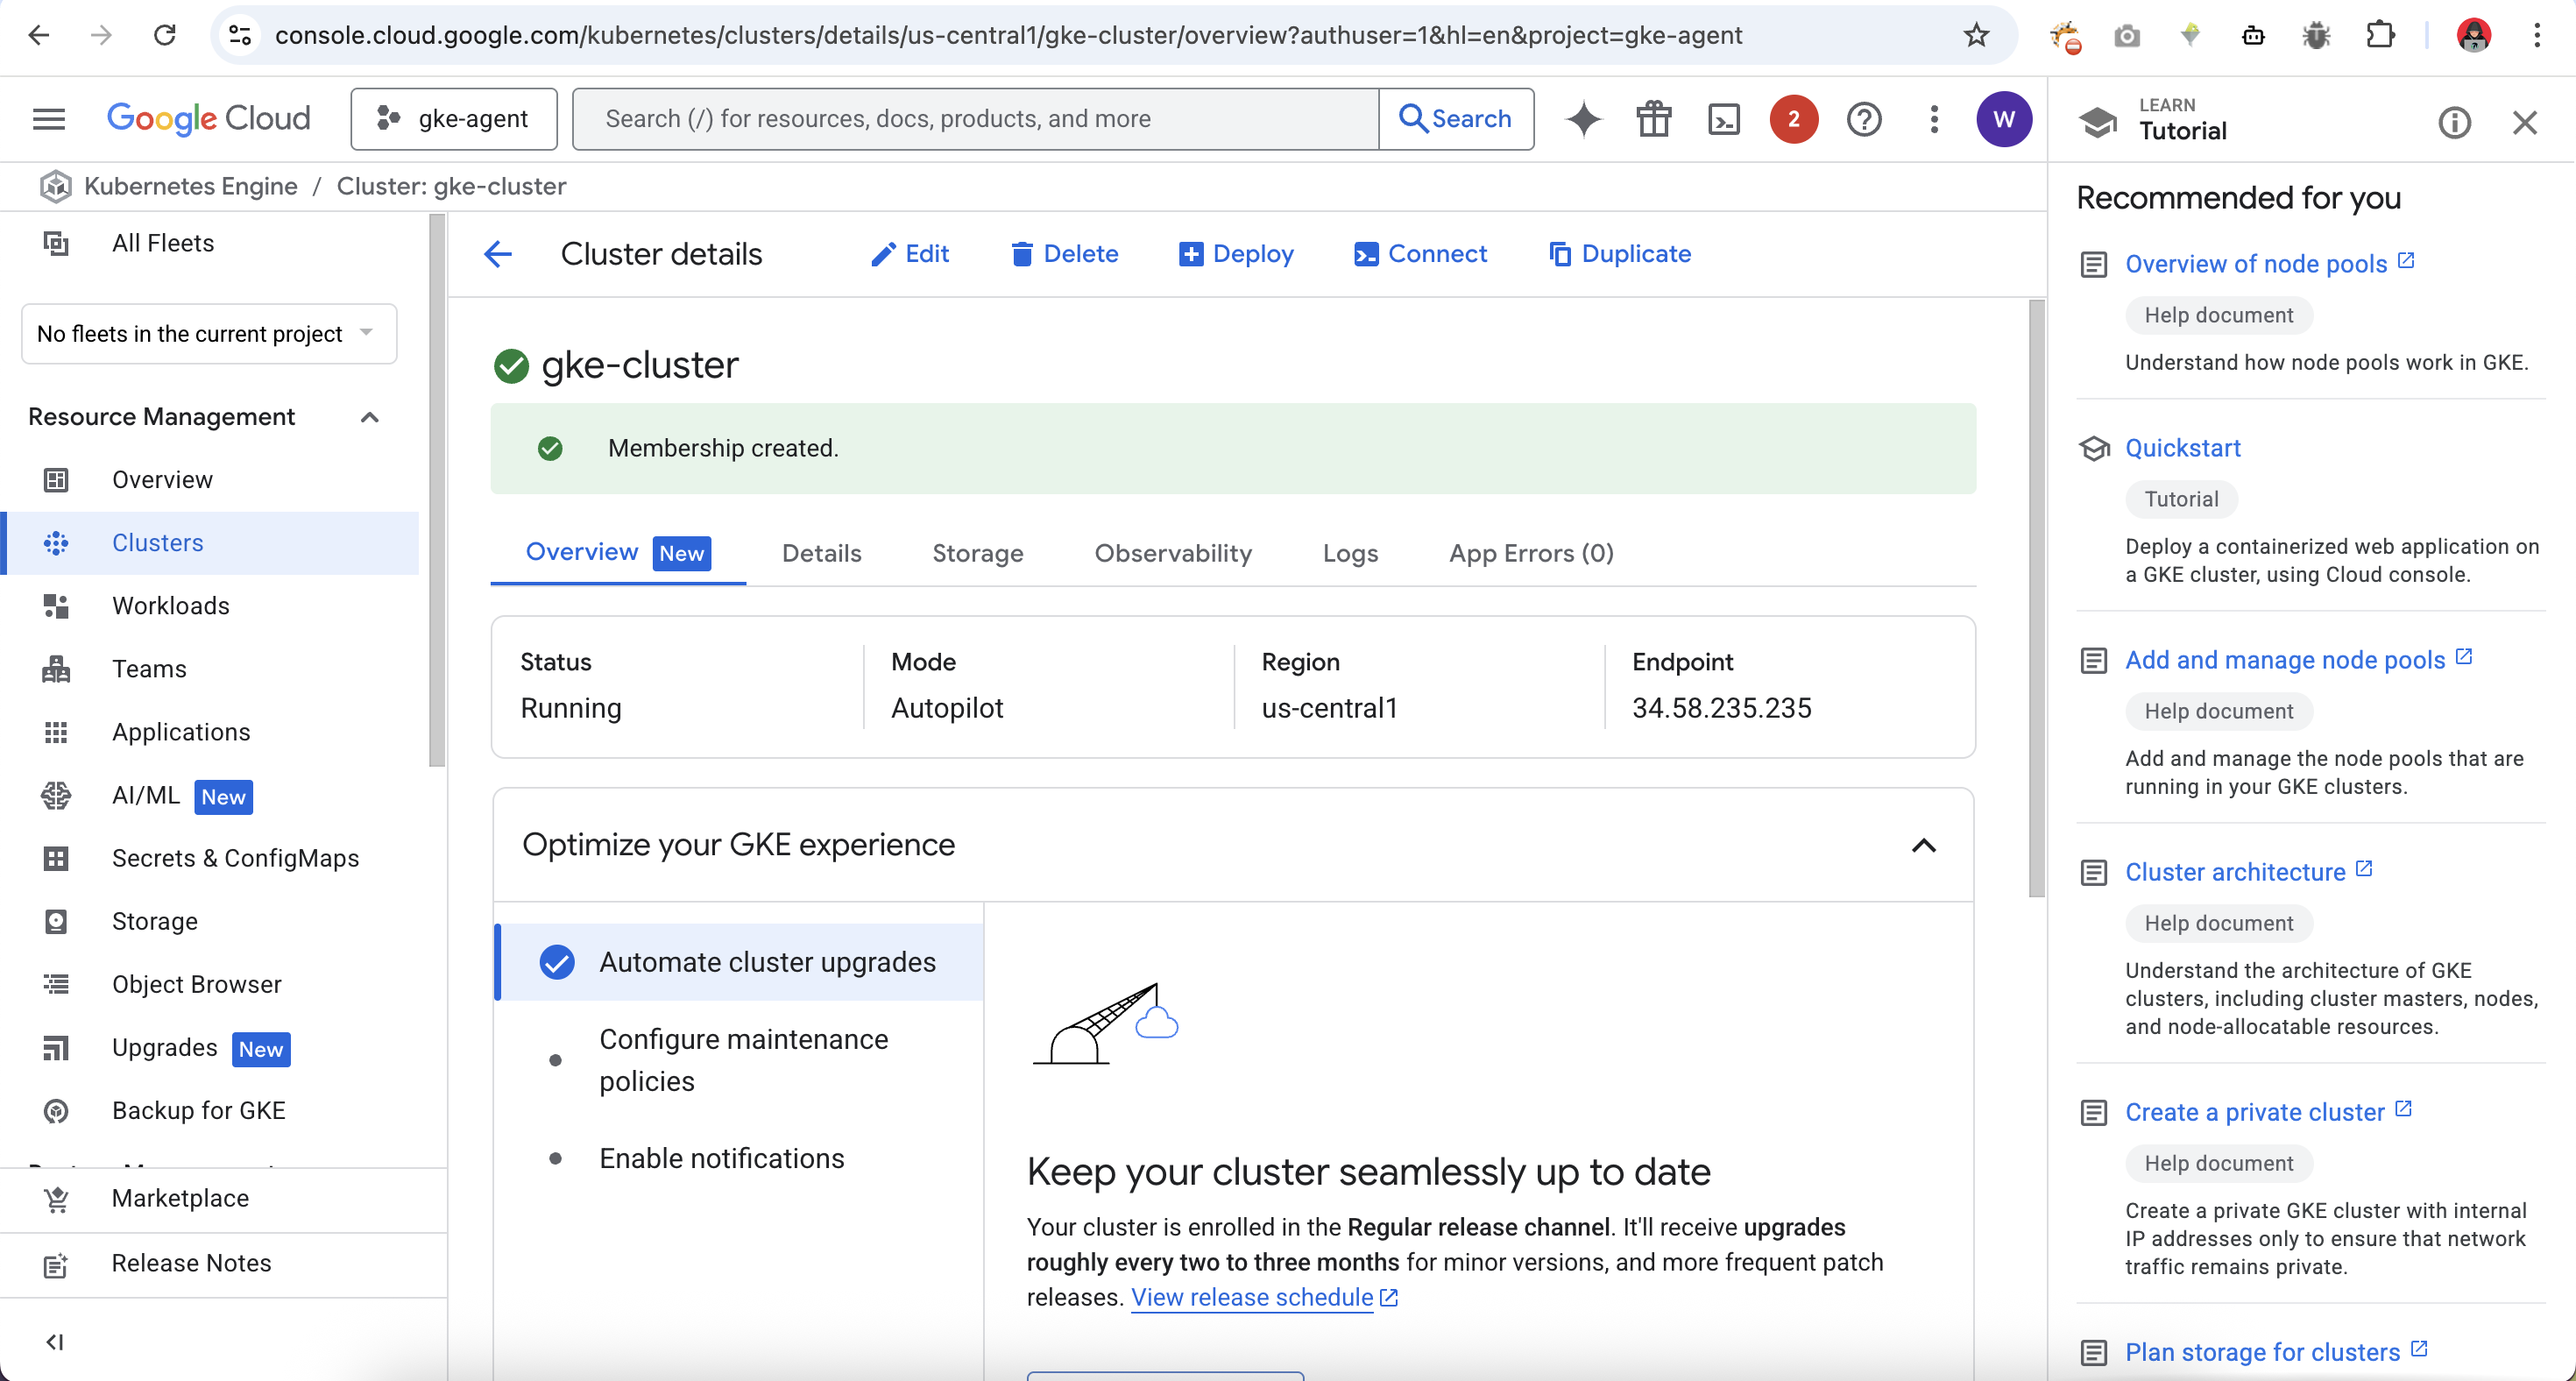 console.cloud.google.com/kubernetes/clusters/details/us-central1/gke-cluster/overview?authuser=1&hl=en&project=gke-agent
Google Cloud
gke-agent
Search (/) for resources, docs, products, and more
Search
2
W
LEARN
Tutorial
Kubernetes Engine / Cluster: gke-cluster
All Fleets
No fleets in the current project
Resource Management
Overview
Clusters
Workloads
Teams
Applications
AI/ML New
Secrets & ConfigMaps
Storage
Object Browser
Upgrades New
Backup for GKE
Marketplace
Release Notes
Cluster details
Edit
Delete
Deploy
Connect
Duplicate
gke-cluster
Membership created.
Overview New
Details
Storage
Observability
Logs
App Errors (0)
Status
Running
Mode
Autopilot
Region
us-central1
Endpoint
34.58.235.235
Optimize your GKE experience
Automate cluster upgrades
Configure maintenance
policies
Enable notifications
Keep your cluster seamlessly up to date
Your cluster is enrolled in the Regular release channel. It'll receive upgrades
roughly every two to three months for minor versions, and more frequent patch
releases. View release schedule
Recommended for you
Overview of node pools
Help document
Understand how node pools work in GKE.
Quickstart
Tutorial
Deploy a containerized web application on
a GKE cluster, using Cloud console.
Add and manage node pools
Help document
Add and manage the node pools that are
running in your GKE clusters.
Cluster architecture
Help document
Understand the architecture of GKE
clusters, including cluster masters, nodes,
and node-allocatable resources.
Create a private cluster
Help document
Create a private GKE cluster with internal
IP addresses only to ensure that network
traffic remains private.
Plan storage for clusters